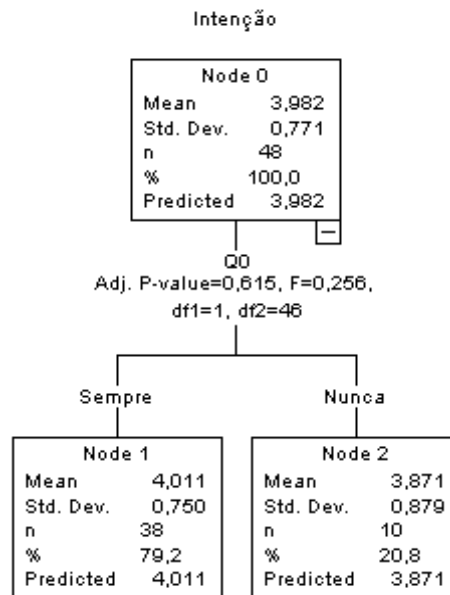 Intenção
Node 0
Mean 3,982
Std. Dev. 0,771
n 48
% 100,0
Predicted 3,982
Q0
Adj. P-value=0,615, F=0,256,
df1=1, df2=46
Sempre Nunca
Node 1
Mean 4,011
Std. Dev. 0,750
n 38
% 79,2
Predicted 4,011
Node 2
Mean 3,871
Std. Dev. 0,879
n 10
% 20,8
Predicted 3,871